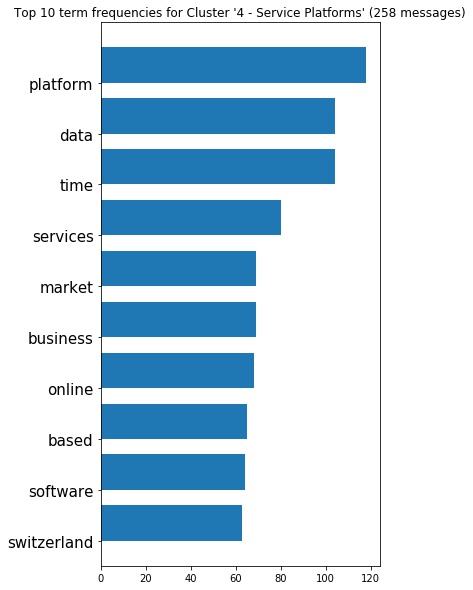 Top 10 term frequencies for Cluster '4 - Service Platforms' (258 messages)
platform
data
time
services
market
business
online
based
software
switzerland
0 20 40 60 80 100 120